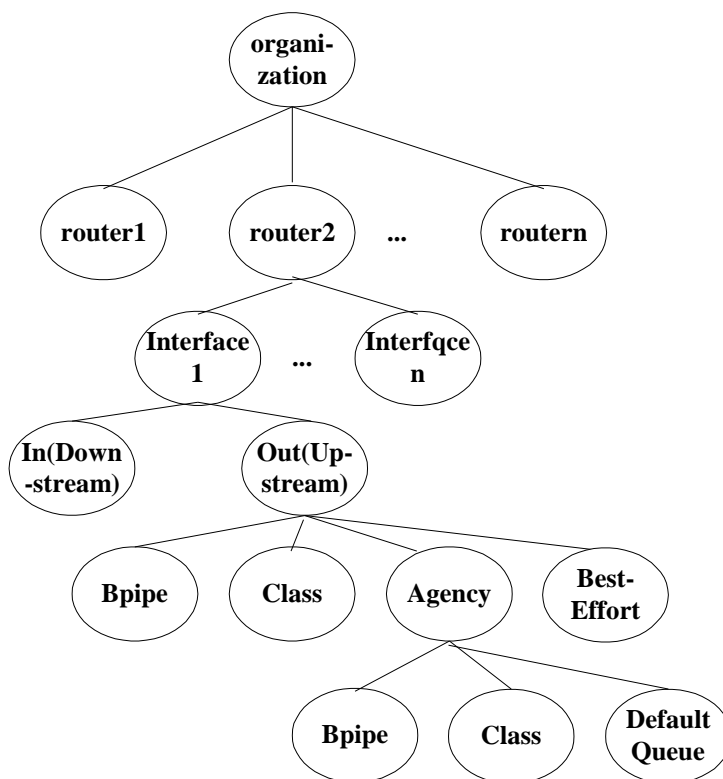 organi-
zation
router1
router2
...
routern
Interface
1
...
Interfqce
n
In(Down
-stream)
Out(Up-
stream)
Bpipe
Class
Agency
Best-
Effort
Bpipe
Class
Default
Queue